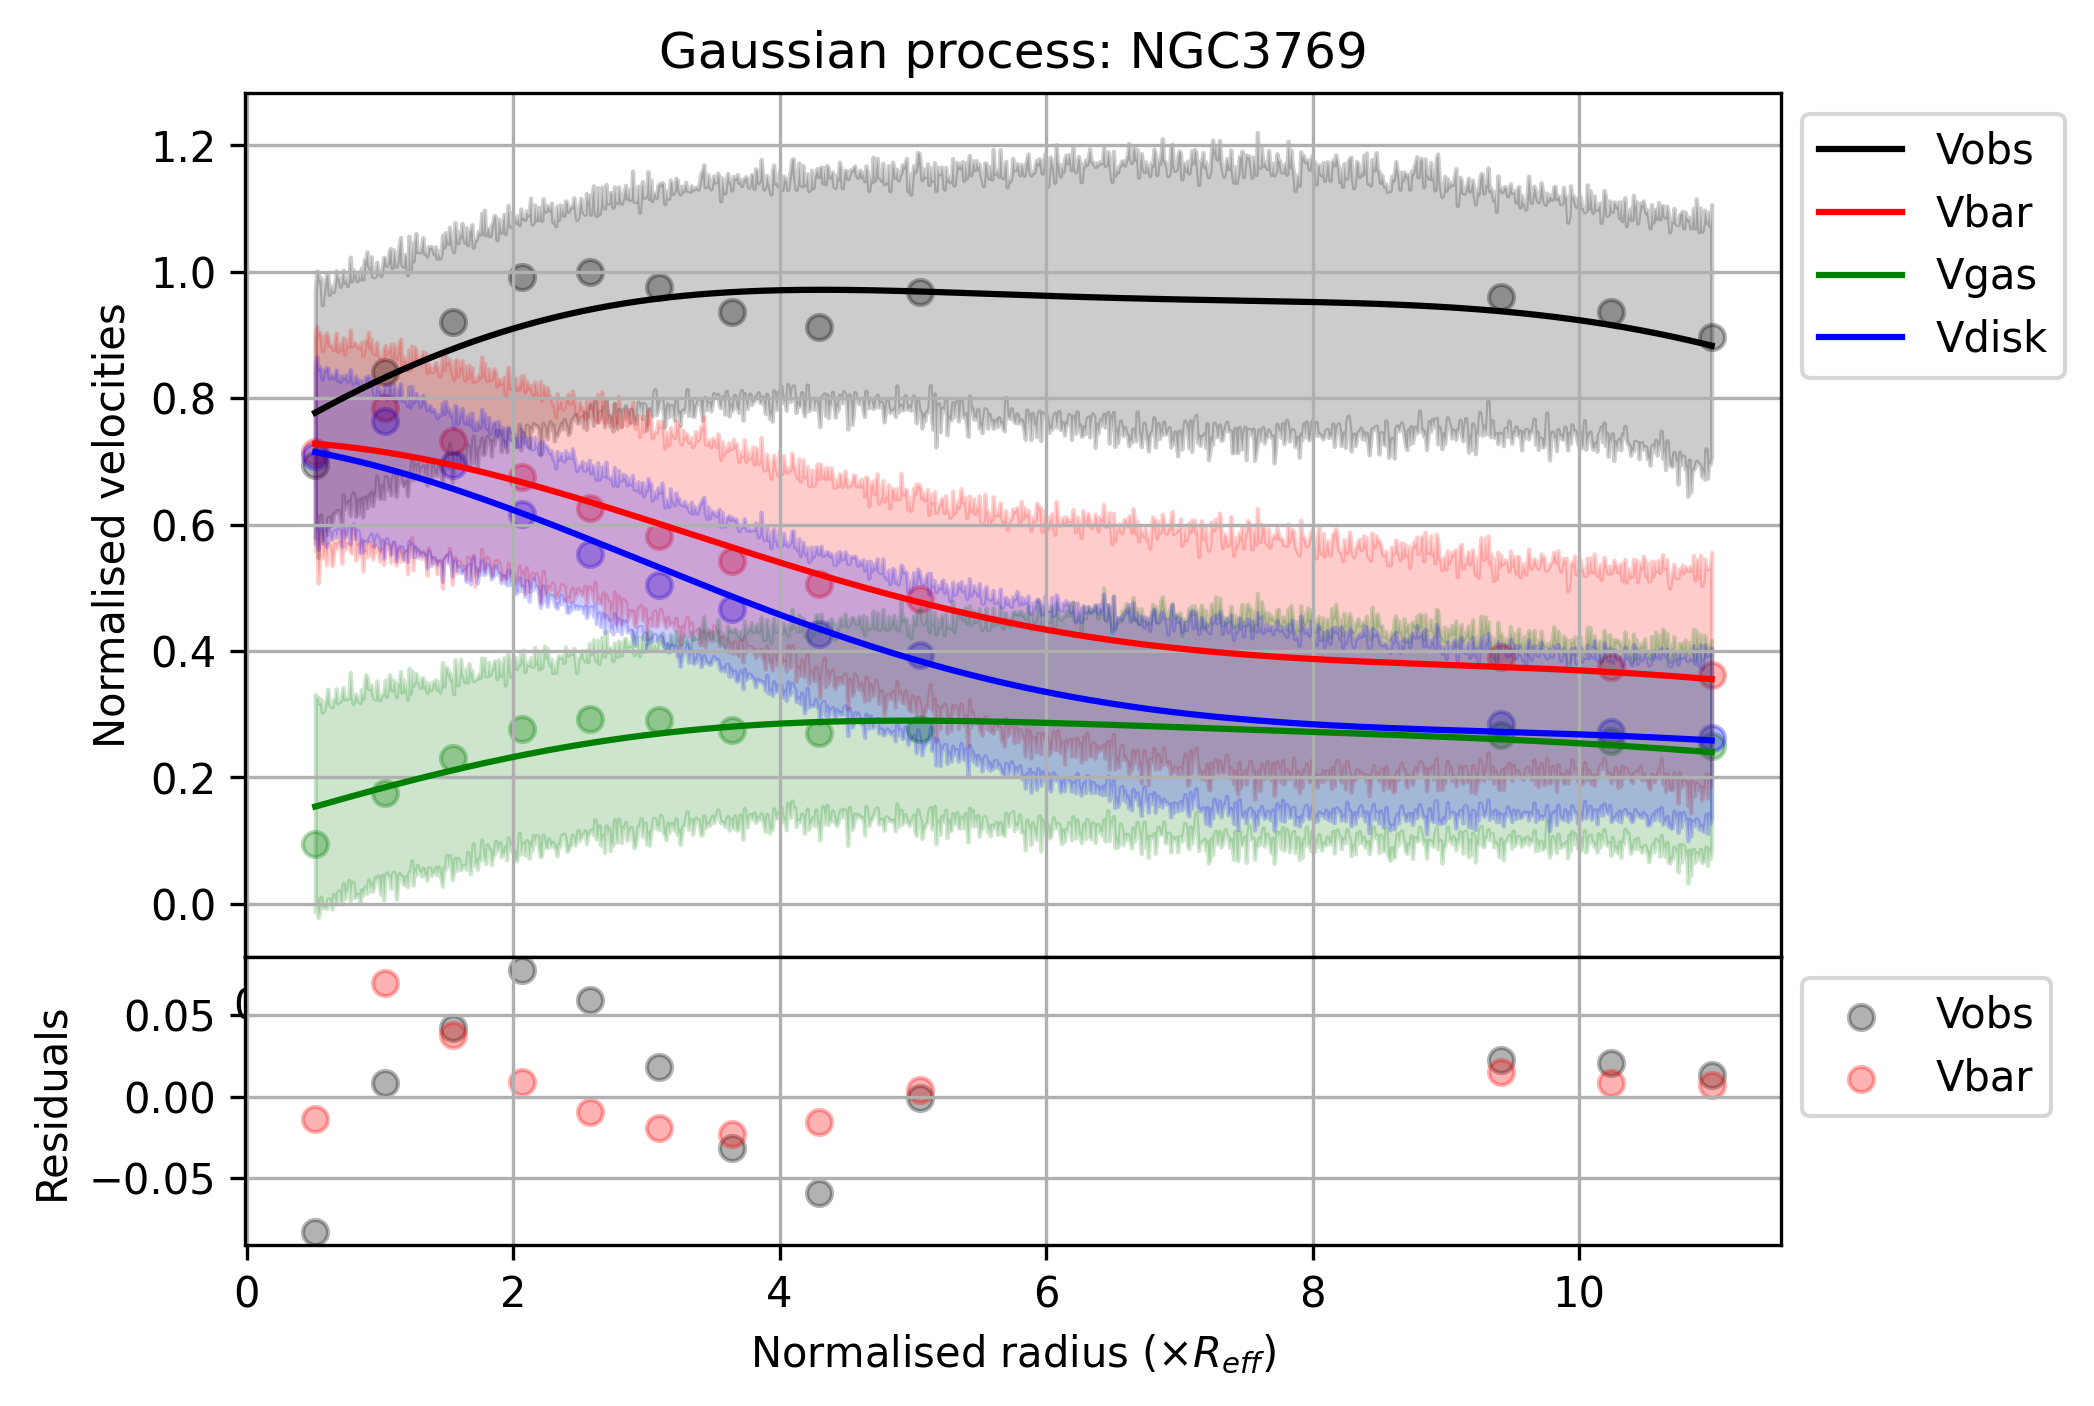 Gaussian process: NGC3769
1.2
1.0
0.8
0.6
0.4
0.2
0.0
Normalised velocities
Vobs
Vbar
Vgas
Vdisk
0.05
0.00
−0.05
Residuals
Vobs
Vbar
0 2 4 6 8 10
Normalised radius (×R_eff)